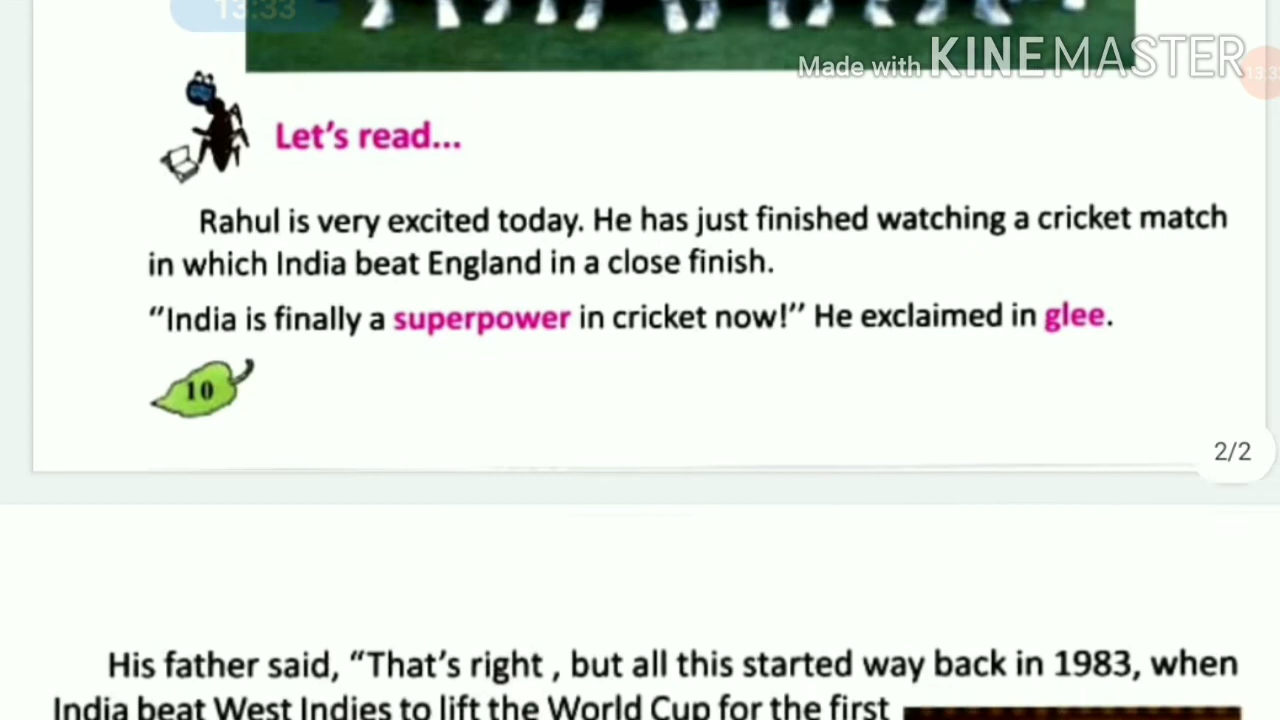 13:33
Made with KINEMASTER
Let's read...
Rahul is very excited today. He has just finished watching a cricket match
in which India beat England in a close finish.
“India is finally a superpower in cricket now!” He exclaimed in glee.
10
2/2
His father said, “That's right , but all this started way back in 1983, when
India beat West Indies to lift the World Cup for the first